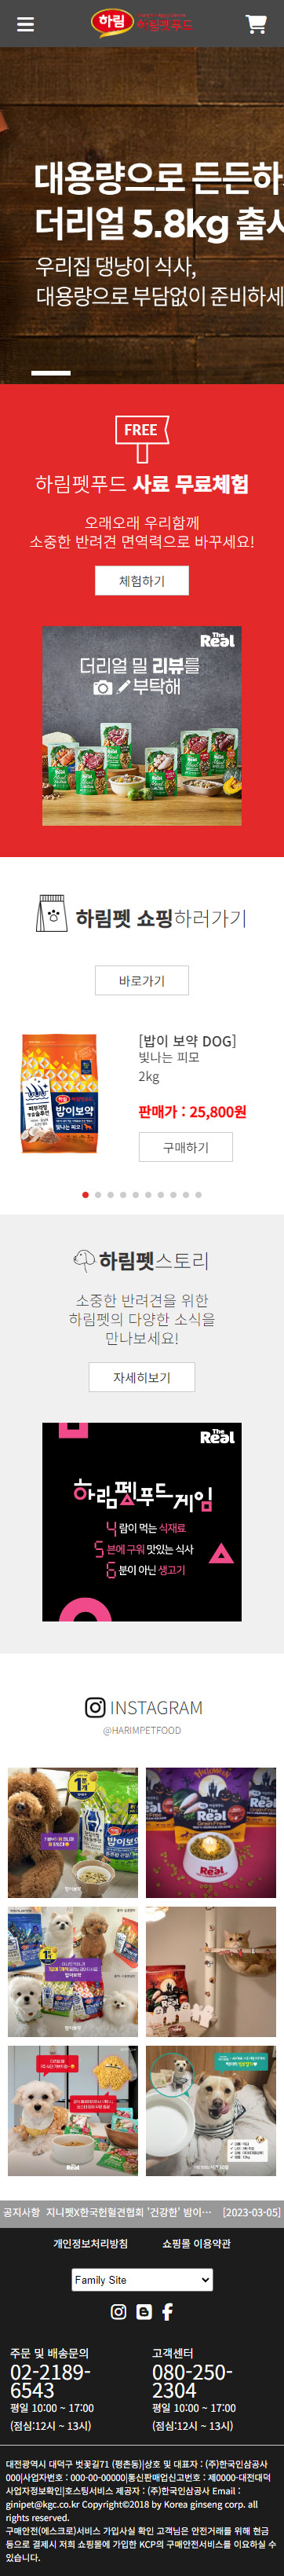 하림
하림펫푸드
대용량으로 든든하
더리얼 5.8kg 출시
우리집 댕냥이 식사,
대용량으로 부담없이 준비하세
FREE
하림펫푸드 사료 무료체험
오래오래 우리함께
소중한 반려견 면역력으로 바꾸세요!
체험하기
The Real
더리얼 밀 리뷰를
부탁해
하림펫 쇼핑하러가기
바로가기
밥이보약
[밥이 보약 DOG]
빛나는 피모
2kg
판매가 : 25,800원
구매하기
하림펫스토리
소중한 반려견을 위한
하림펫의 다양한 소식을
만나보세요!
자세히보기
The Real
하림펫푸드게임
4람이 먹는 식재료
5분에 구워 맛있는 식사
6분이 아닌 생고기
INSTAGRAM
@HARIMPETFOOD
밥이보약
Halloween
The Real
Grain-Free
Real
밥이보약
공지사항 지니펫X한국헌혈견협회 '건강한' 밤이… [2023-03-05]
개인정보처리방침 쇼핑몰 이용약관
Family Site
주문 및 배송문의
02-2189-
6543
평일 10:00 ~ 17:00
(점심:12시 ~ 13시)
고객센터
080-250-
2304
평일 10:00 ~ 17:00
(점심:12시 ~ 13시)
대전광역시 대덕구 벗꽃길71 (평촌동)|상호 및 대표자 : (주)한국인삼공사
000|사업자번호 : 000-00-00000|통신판매업신고번호 : 제0000-대전대덕
사업자정보확인|호스팅서비스 제공자 : (주)한국인삼공사 Email :
ginipet@kgc.co.kr Copyright©2018 by Korea ginseng corp. all
rights reserved.
구매안전(에스크로)서비스 가입사실 확인 고객님은 안전거래를 위해 현금
등으로 결제시 저희 쇼핑몰에 가입한 KCP의 구매안전서비스를 이요하실 수
있습니다.